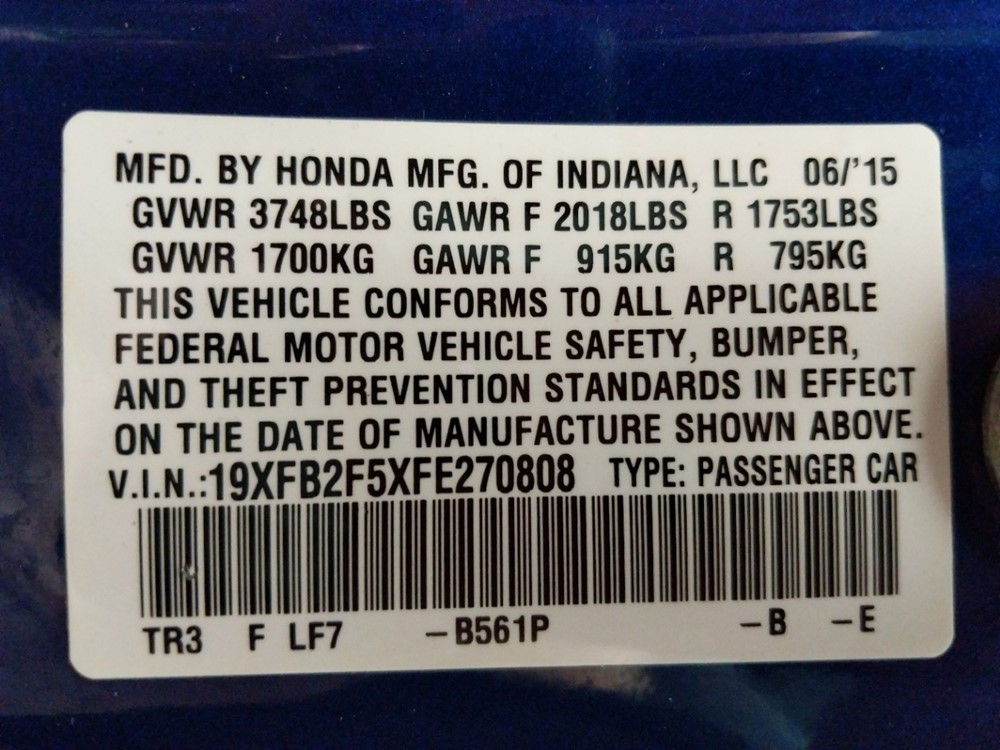 MFD. BY HONDA MFG. OF INDIANA, LLC 06/'15
GVWR 3748LBS GAWR F 2018LBS R 1753LBS
GVWR 1700KG GAWR F 915KG R 795KG
THIS VEHICLE CONFORMS TO ALL APPLICABLE
FEDERAL MOTOR VEHICLE SAFETY, BUMPER,
AND THEFT PREVENTION STANDARDS IN EFFECT
ON THE DATE OF MANUFACTURE SHOWN ABOVE.
V.I.N.:19XFB2F5XFE270808 TYPE: PASSENGER CAR
TR3 F LF7 –B561P –B –E